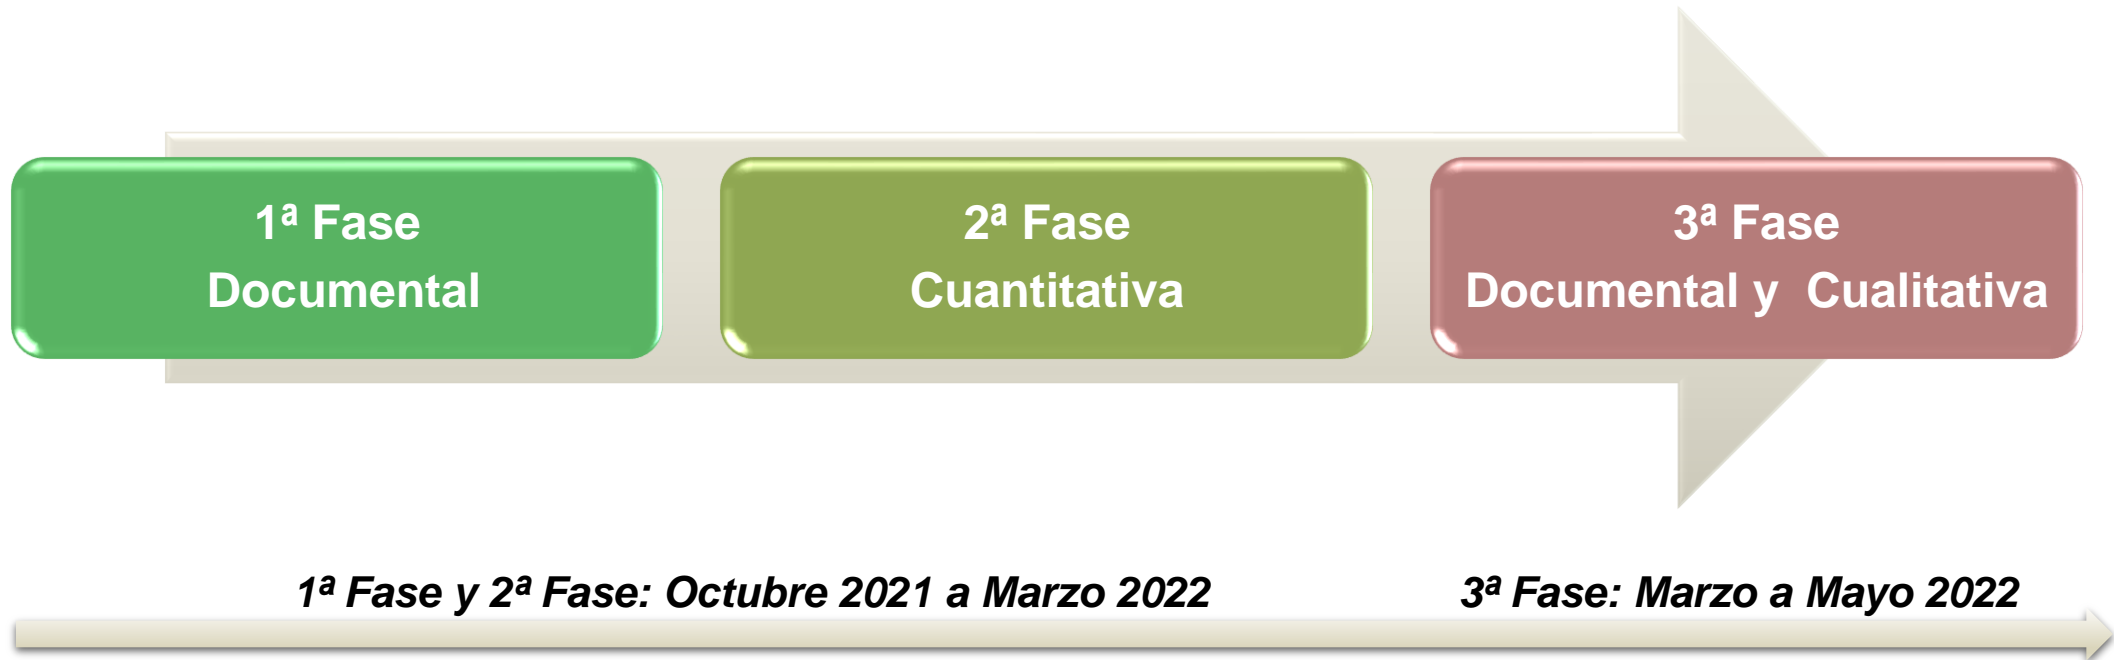 1ª Fase
Documental
2ª Fase
Cuantitativa
3ª Fase
Documental y  Cualitativa
1ª Fase y 2ª Fase: Octubre 2021 a Marzo 2022
3ª Fase: Marzo a Mayo 2022